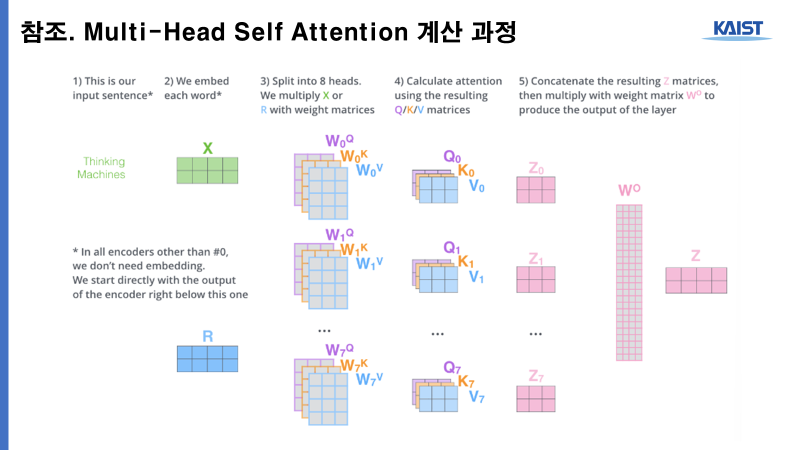 참조. Multi-Head Self Attention 계산 과정
KAIST
1) This is our
input sentence*
2) We embed
each word*
3) Split into 8 heads.
We multiply X or
R with weight matrices
4) Calculate attention
using the resulting
Q/K/V matrices
5) Concatenate the resulting Z matrices,
then multiply with weight matrix Wᴼ to
produce the output of the layer
Thinking
Machines
X
W₀Q
W₀K
W₀V
Q₀
K₀
V₀
Z₀
Wᴼ
* In all encoders other than #0,
we don't need embedding.
We start directly with the output
of the encoder right below this one
W₁Q
W₁K
W₁V
Q₁
K₁
V₁
Z₁
Z
...
...
...
R
W₇Q
W₇K
W₇V
Q₇
K₇
V₇
Z₇